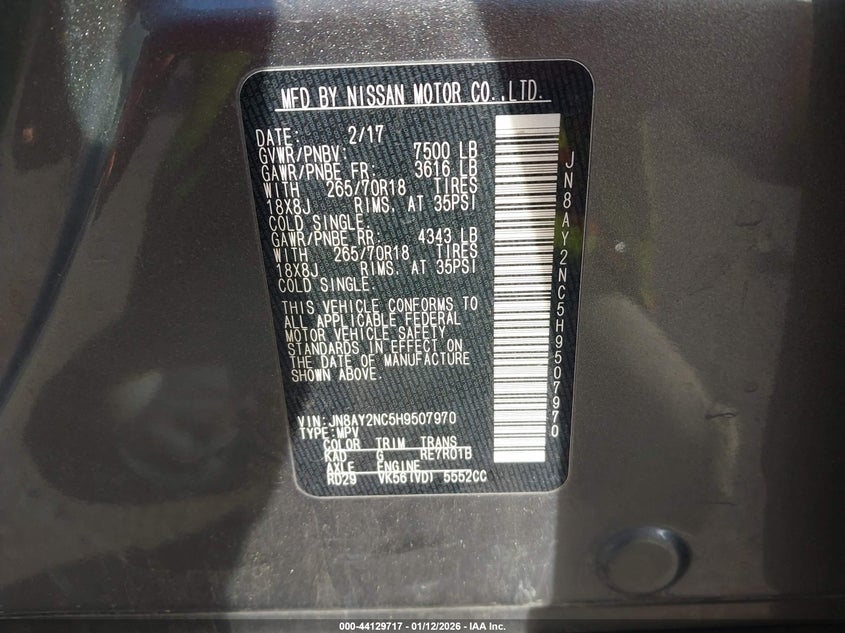 MFD BY NISSAN MOTOR CO.,LTD.
DATE: 2/17
GVWR/PNBV: 7500 LB
GAWR/PNBE FR: 3616 LB
WITH 265/70R18 TIRES
18X8J RIMS, AT 35PSI
COLD SINGLE.
GAWR/PNBE RR: 4343 LB
WITH 265/70R18 TIRES
18X8J RIMS, AT 35PSI
COLD SINGLE.
THIS VEHICLE CONFORMS TO
ALL APPLICABLE FEDERAL
MOTOR VEHICLE SAFETY
STANDARDS IN EFFECT ON
THE DATE OF MANUFACTURE
SHOWN ABOVE.
VIN: JN8AY2NC5H9507970
TYPE: MPV
COLOR TRIM TRANS
KAD G RE7R01B
AXLE ENGINE
RD29 VK56(VD) 5552CC
JN8AY2NC5H9507970
000-44129717 - 01/12/2026 - IAA Inc.